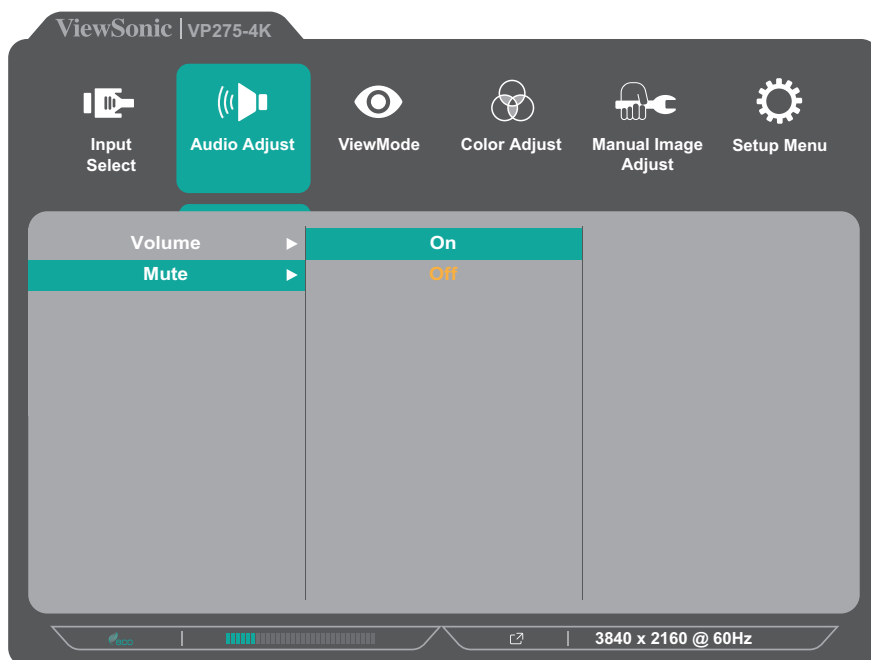 ViewSonic | VP275-4K
Input
Select
Audio Adjust
ViewMode
Color Adjust
Manual Image
Adjust
Setup Menu
Volume
On
Mute
Off
eco
3840 x 2160 @ 60Hz